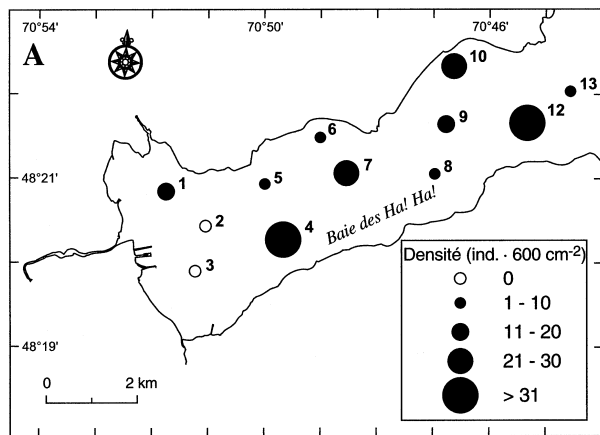 70°54' 70°50' 70°46'
A
10
13
12
9
6
7
8
48°21'
1
5
2
4
Baie des Ha! Ha!
3
Densité (ind. · 600 cm-2)
0
1 - 10
11 - 20
21 - 30
> 31
48°19'
0 2 km